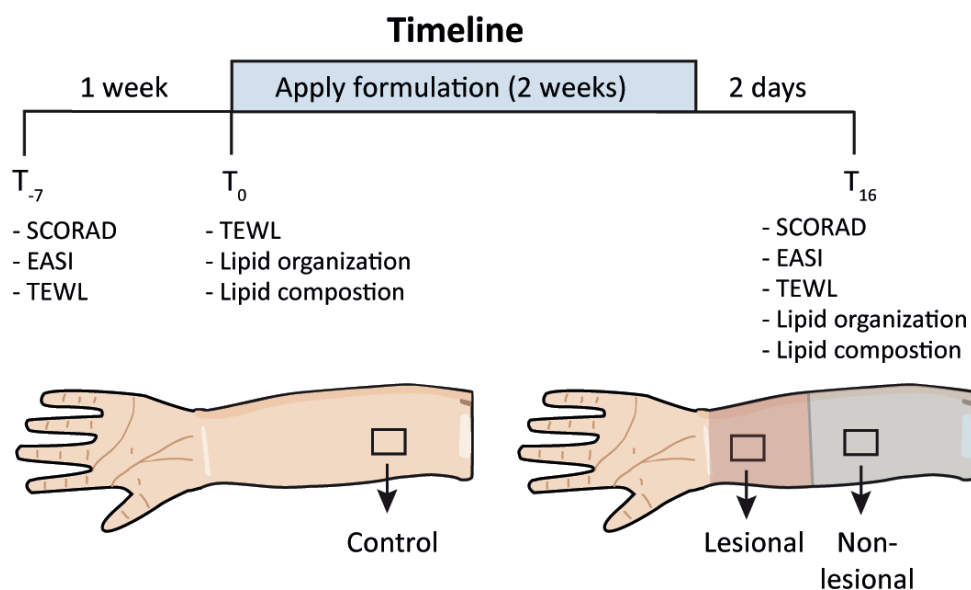 Timeline
1 week
Apply formulation (2 weeks)
2 days
T-7
T0
T16
- SCORAD
- EASI
- TEWL
- TEWL
- Lipid organization
- Lipid compostion
- SCORAD
- EASI
- TEWL
- Lipid organization
- Lipid compostion
Control
Lesional
Non-
lesional